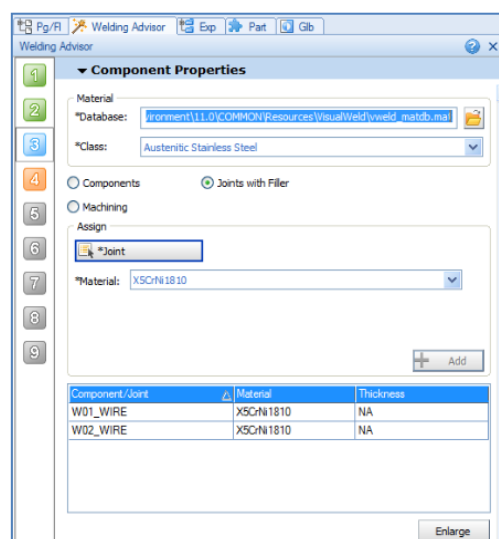 Pg/R Welding Advisor Exp Part Glb
Welding Advisor
1 Component Properties
Material
2 *Database: vironment\11.0\COMMON\Resources\VisualWeld\vweld_matdb.mat
3 *Class: Austenitic Stainless Steel
4 Components Joints with Filler
5 Machining
Assign
6 *Joint
7 *Material: X5CrNi1810
8
9 Add
Component/Joint Material Thickness
W01_WIRE X5CrNi1810 NA
W02_WIRE X5CrNi1810 NA
Enlarge